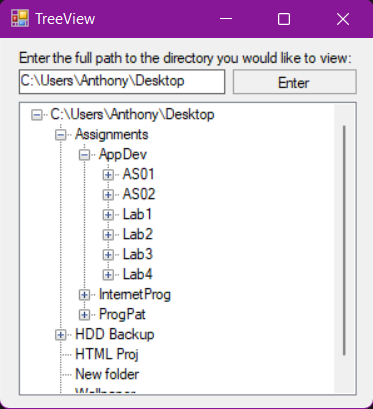 TreeView
Enter the full path to the directory you would like to view:
C:\Users\Anthony\Desktop
Enter
C:\Users\Anthony\Desktop
Assignments
AppDev
AS01
AS02
Lab1
Lab2
Lab3
Lab4
InternetProg
ProgPat
HDD Backup
HTML Proj
New folder